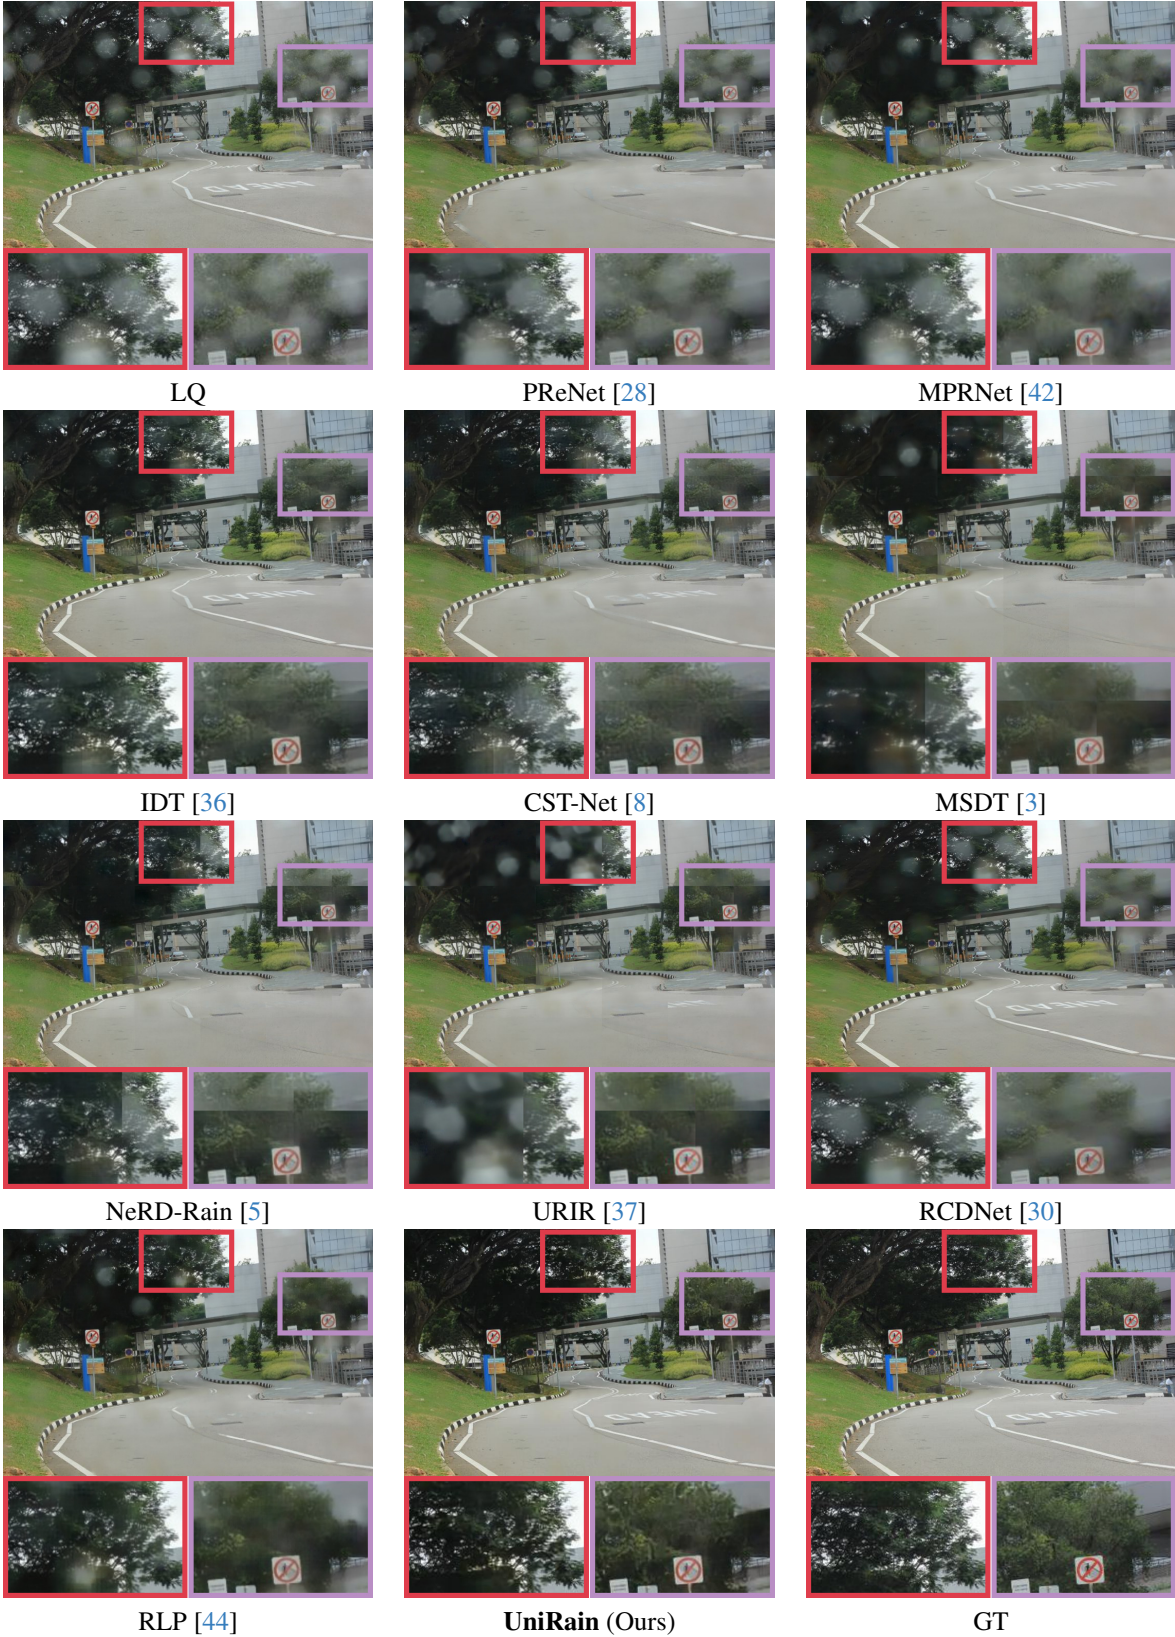 LQ
PReNet [28]
MPRNet [42]
IDT [36]
CST-Net [8]
MSDT [3]
NeRD-Rain [5]
URIR [37]
RCDNet [30]
RLP [44]
UniRain (Ours)
GT